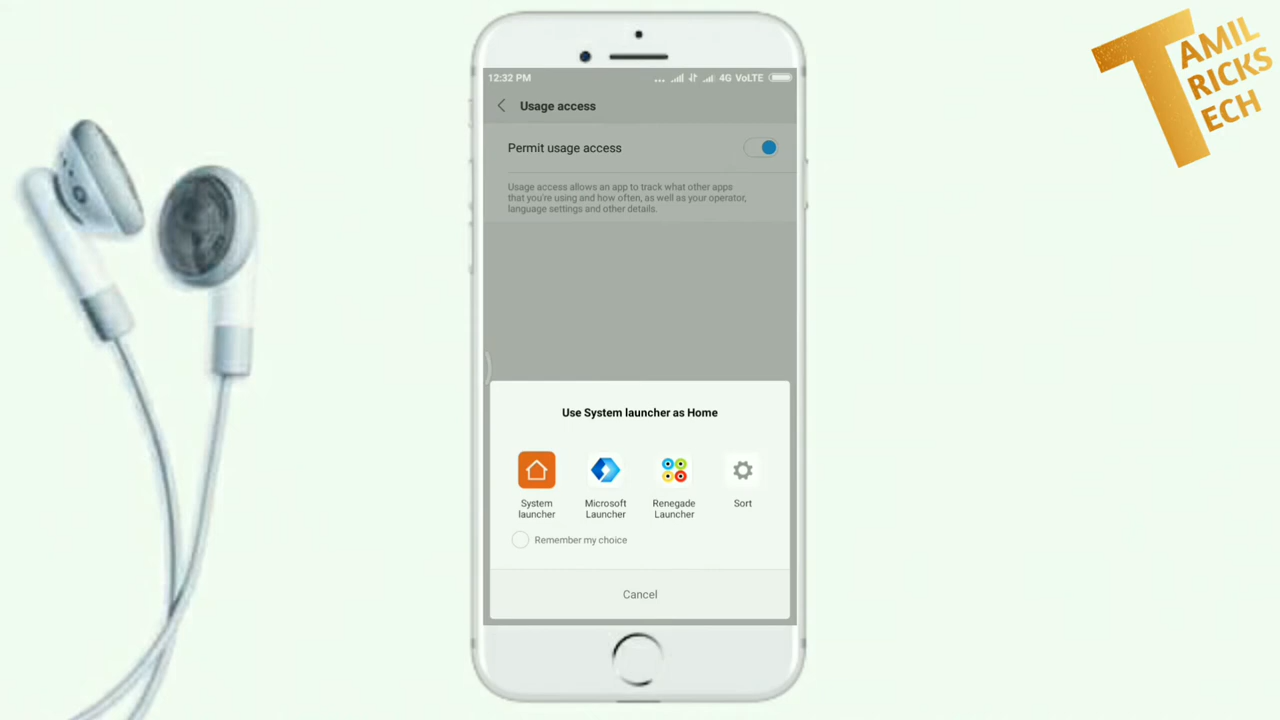 12:32 PM
... 4G VoLTE
Usage access
Permit usage access
Usage access allows an app to track what other apps
that you're using and how often, as well as your operator,
language settings and other details.
Use System launcher as Home
System
launcher
Microsoft
Launcher
Renegade
Launcher
Sort
Remember my choice
Cancel
TAMIL
TRICKS
TECH